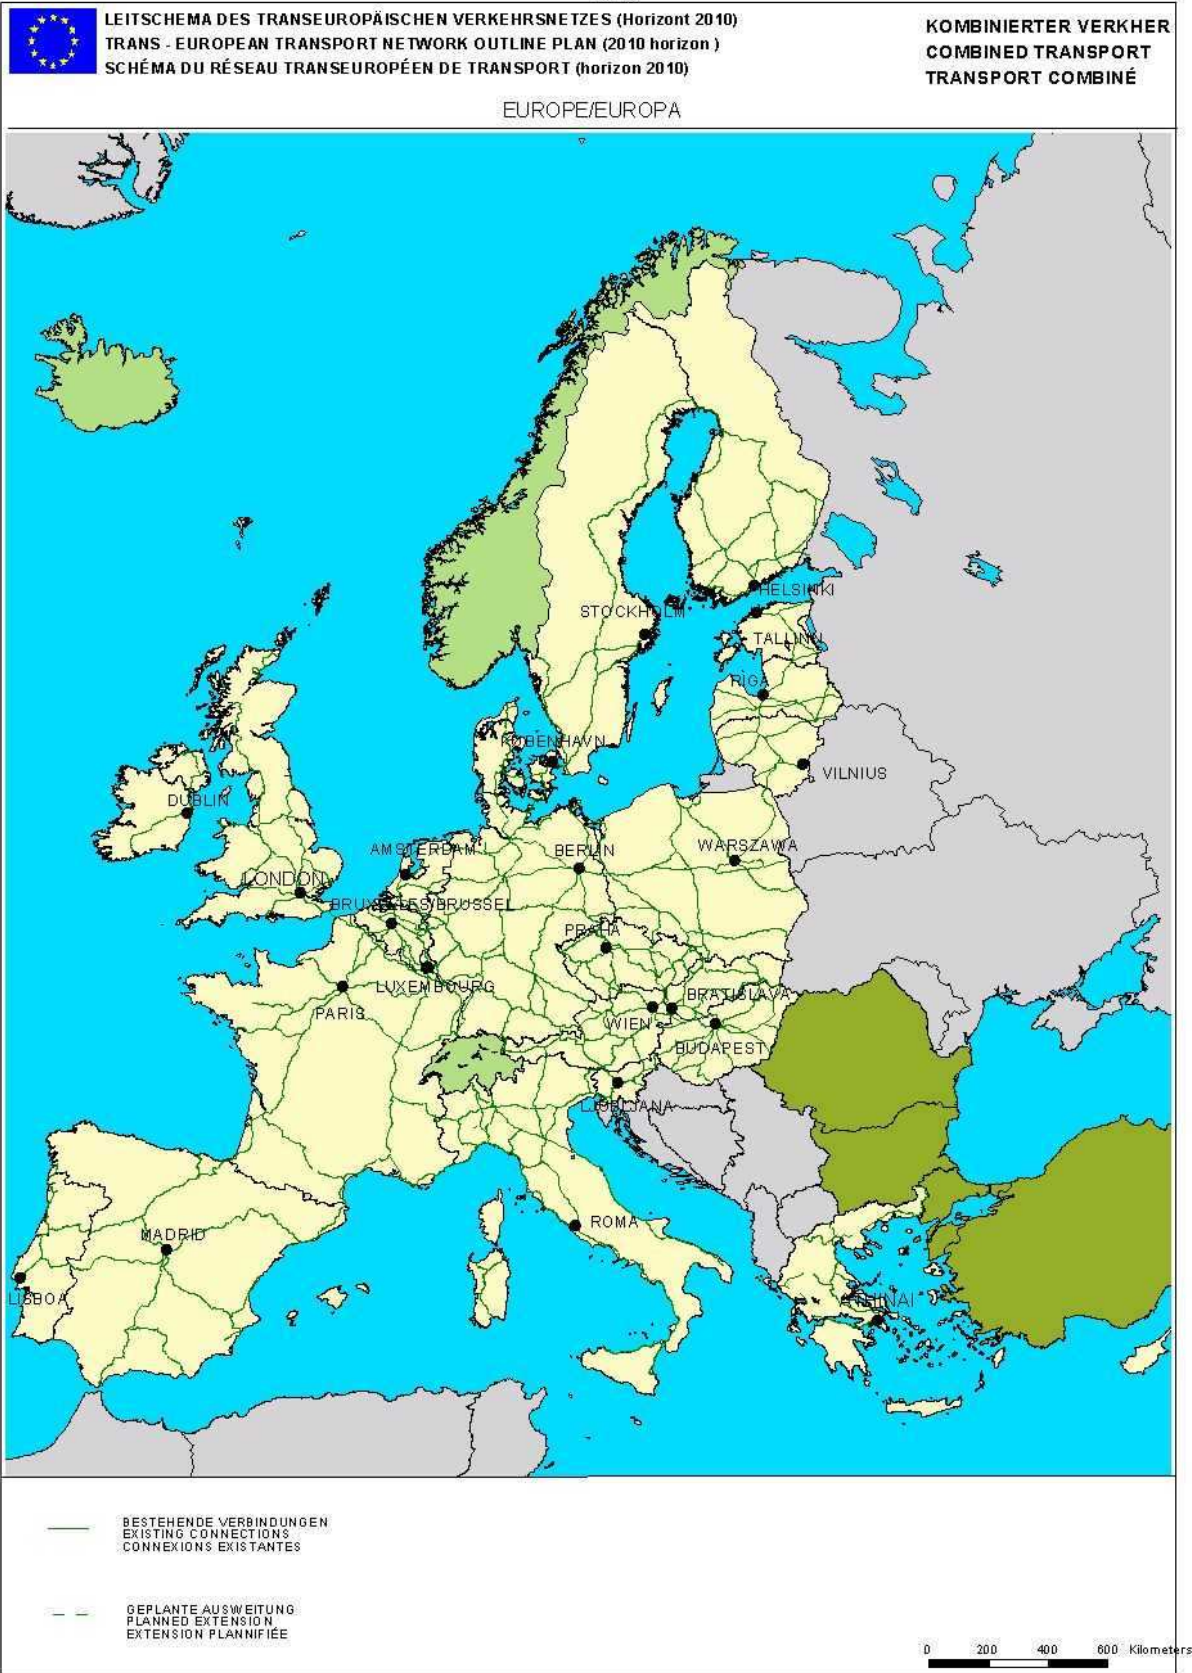 LEITSCHEMA DES TRANSEUROPÄISCHEN VERKEHRSNETZES (Horizont 2010)
TRANS - EUROPEAN TRANSPORT NETWORK OUTLINE PLAN (2010 horizon )
SCHÉMA DU RÉSEAU TRANSEUROPÉEN DE TRANSPORT (horizon 2010)
KOMBINIERTER VERKHER
COMBINED TRANSPORT
TRANSPORT COMBINÉ
EUROPE/EUROPA
HELSINKI
STOCKHOLM
TALLINN
RIGA
KØBENHAVN
VILNIUS
DUBLIN
AMSTERDAM
BERLIN
WARSZAWA
LONDON
BRUXELLES/BRUSSEL
PRAHA
LUXEMBOURG
BRATISLAVA
PARIS
WIEN
BUDAPEST
LJUBLJANA
ROMA
MADRID
LISBOA
ATHINAI
BESTEHENDE VERBINDUNGEN
EXISTING CONNECTIONS
CONNEXIONS EXISTANTES
GEPLANTE AUSWEITUNG
PLANNED EXTENSION
EXTENSION PLANNIFIÉE
0 200 400 600 Kilometers